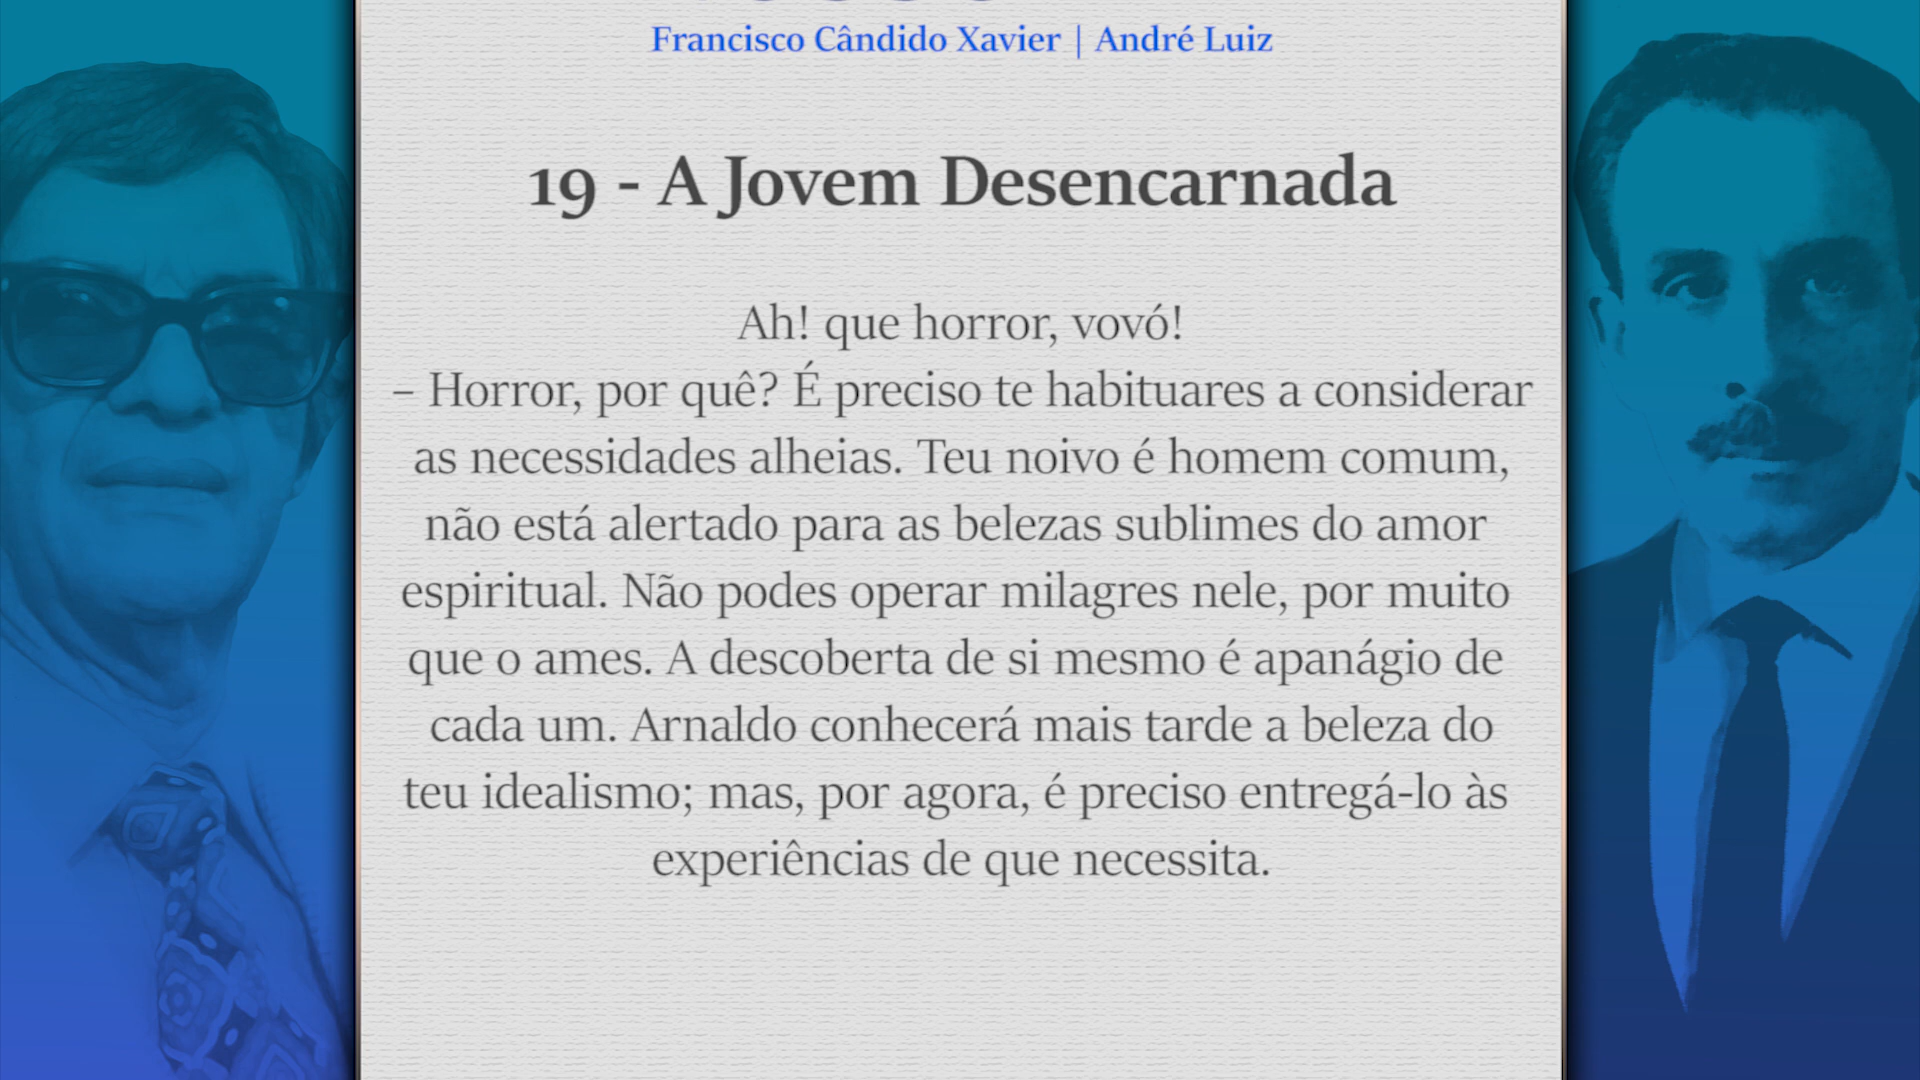 Francisco Cândido Xavier | André Luiz
19 - A Jovem Desencarnada
Ah! que horror, vovó!
– Horror, por quê? É preciso te habituares a considerar
as necessidades alheias. Teu noivo é homem comum,
não está alertado para as belezas sublimes do amor
espiritual. Não podes operar milagres nele, por muito
que o ames. A descoberta de si mesmo é apanágio de
cada um. Arnaldo conhecerá mais tarde a beleza do
teu idealismo; mas, por agora, é preciso entregá-lo às
experiências de que necessita.